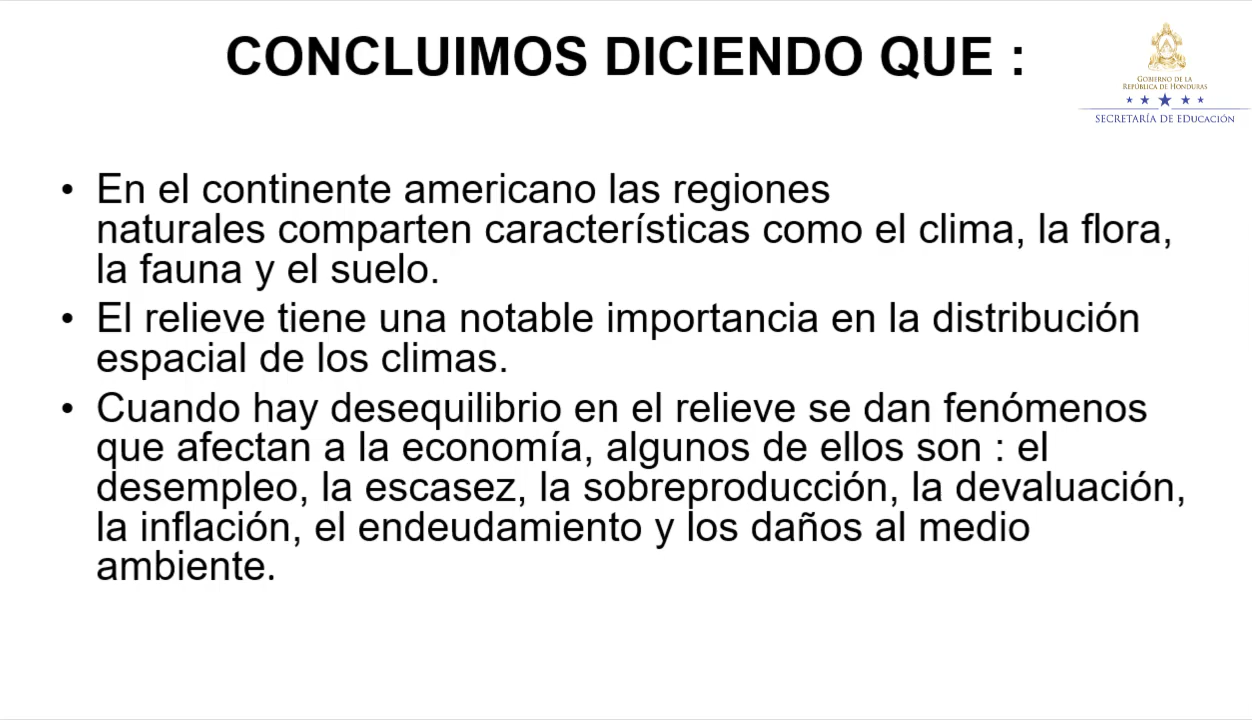 CONCLUIMOS DICIENDO QUE :
GOBIERNO DE LA
REPÚBLICA DE HONDURAS
SECRETARÍA DE EDUCACIÓN
• En el continente americano las regiones
naturales comparten características como el clima, la flora,
la fauna y el suelo.
• El relieve tiene una notable importancia en la distribución
espacial de los climas.
• Cuando hay desequilibrio en el relieve se dan fenómenos
que afectan a la economía, algunos de ellos son : el
desempleo, la escasez, la sobreproducción, la devaluación,
la inflación, el endeudamiento y los daños al medio
ambiente.